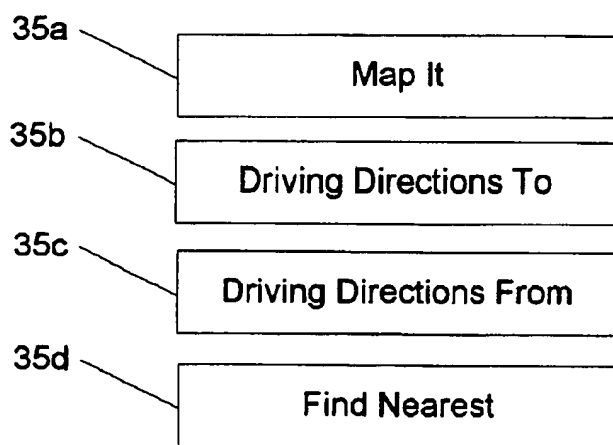 35a
Map It
35b
Driving Directions To
35c
Driving Directions From
35d
Find Nearest